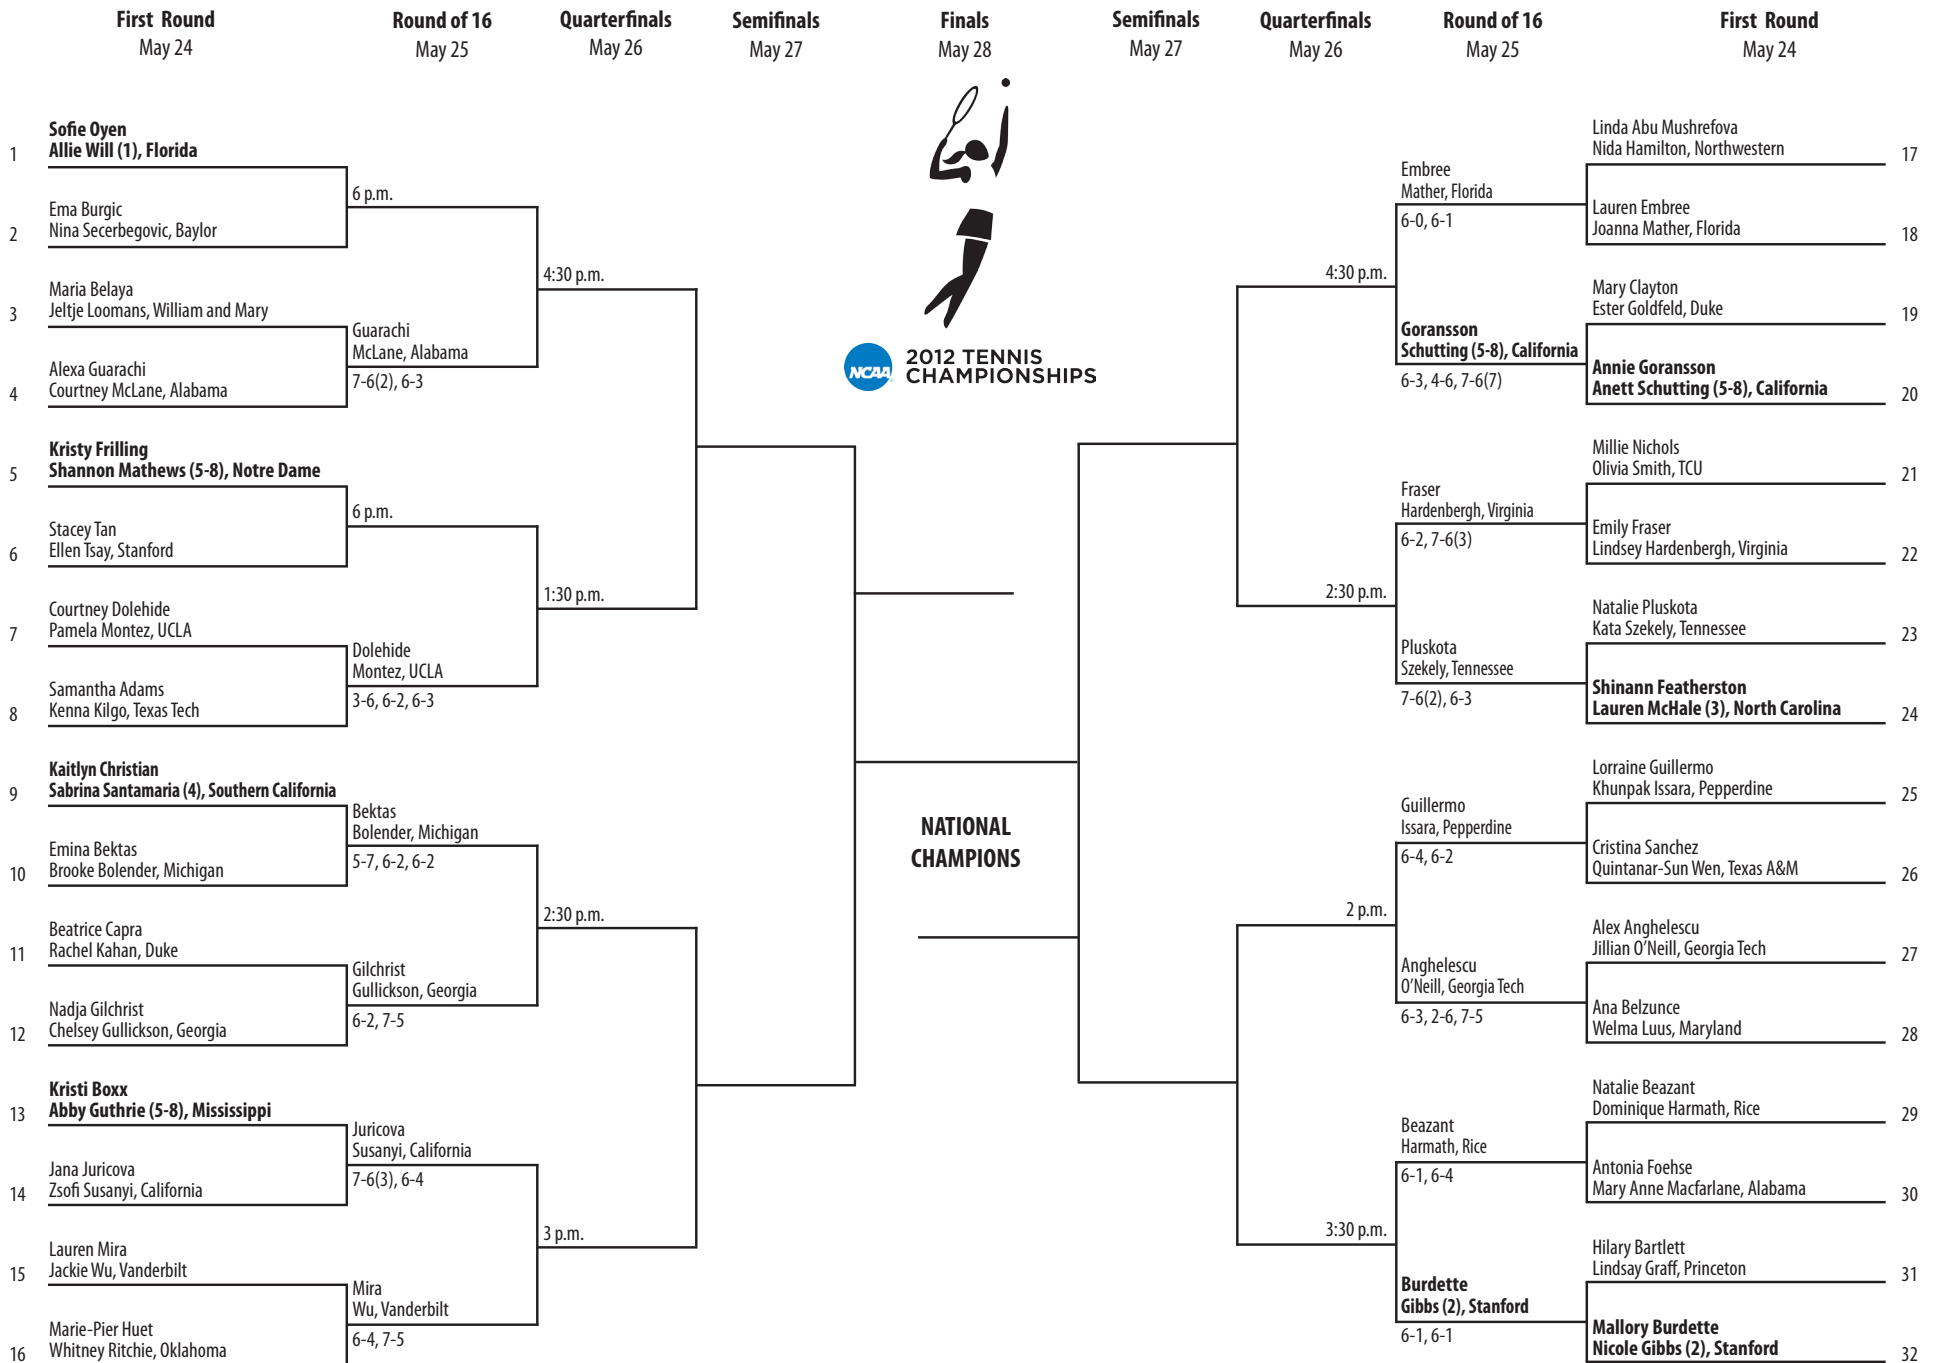 First Round
May 24
Round of 16
May 25
Quarterfinals
May 26
Semifinals
May 27
Finals
May 28
Semifinals
May 27
Quarterfinals
May 26
Round of 16
May 25
First Round
May 24
1
Sofie Oyen
Allie Will (1), Florida
2
Ema Burgic
Nina Secerbegovic, Baylor
3
Maria Belaya
Jeltje Loomans, William and Mary
4
Alexa Guarachi
Courtney McLane, Alabama
5
Kristy Frilling
Shannon Mathews (5-8), Notre Dame
6
Stacey Tan
Ellen Tsay, Stanford
7
Courtney Dolehide
Pamela Montez, UCLA
8
Samantha Adams
Kenna Kilgo, Texas Tech
9
Kaitlyn Christian
Sabrina Santamaria (4), Southern California
10
Emina Bektas
Brooke Bolender, Michigan
11
Beatrice Capra
Rachel Kahan, Duke
12
Nadja Gilchrist
Chelsey Gullickson, Georgia
13
Kristi Boxx
Abby Guthrie (5-8), Mississippi
14
Jana Juricova
Zsofi Susanyi, California
15
Lauren Mira
Jackie Wu, Vanderbilt
16
Marie-Pier Huet
Whitney Ritchie, Oklahoma
6 p.m.
Guarachi
McLane, Alabama
7-6(2), 6-3
6 p.m.
Dolehide
Montez, UCLA
3-6, 6-2, 6-3
Bektas
Bolender, Michigan
5-7, 6-2, 6-2
Gilchrist
Gullickson, Georgia
6-2, 7-5
Juricova
Susanyi, California
7-6(3), 6-4
Mira
Wu, Vanderbilt
6-4, 7-5
4:30 p.m.
1:30 p.m.
2:30 p.m.
3 p.m.
NCAA
2012 TENNIS
CHAMPIONSHIPS
NATIONAL
CHAMPIONS
4:30 p.m.
2:30 p.m.
2 p.m.
3:30 p.m.
Embree
Mather, Florida
6-0, 6-1
Goransson
Schutting (5-8), California
6-3, 4-6, 7-6(7)
Fraser
Hardenbergh, Virginia
6-2, 7-6(3)
Pluskota
Szekely, Tennessee
7-6(2), 6-3
Guillermo
Issara, Pepperdine
6-4, 6-2
Anghelescu
O'Neill, Georgia Tech
6-3, 2-6, 7-5
Beazant
Harmath, Rice
6-1, 6-4
Burdette
Gibbs (2), Stanford
6-1, 6-1
Linda Abu Mushrefova
Nida Hamilton, Northwestern
17
Lauren Embree
Joanna Mather, Florida
18
Mary Clayton
Ester Goldfeld, Duke
19
Annie Goransson
Anett Schutting (5-8), California
20
Millie Nichols
Olivia Smith, TCU
21
Emily Fraser
Lindsey Hardenbergh, Virginia
22
Natalie Pluskota
Kata Szekely, Tennessee
23
Shinann Featherston
Lauren McHale (3), North Carolina
24
Lorraine Guillermo
Khunpak Issara, Pepperdine
25
Cristina Sanchez
Quintanar-Sun Wen, Texas A&M
26
Alex Anghelescu
Jillian O'Neill, Georgia Tech
27
Ana Belzunce
Welma Luus, Maryland
28
Natalie Beazant
Dominique Harmath, Rice
29
Antonia Foehse
Mary Anne Macfarlane, Alabama
30
Hilary Bartlett
Lindsay Graff, Princeton
31
Mallory Burdette
Nicole Gibbs (2), Stanford
32